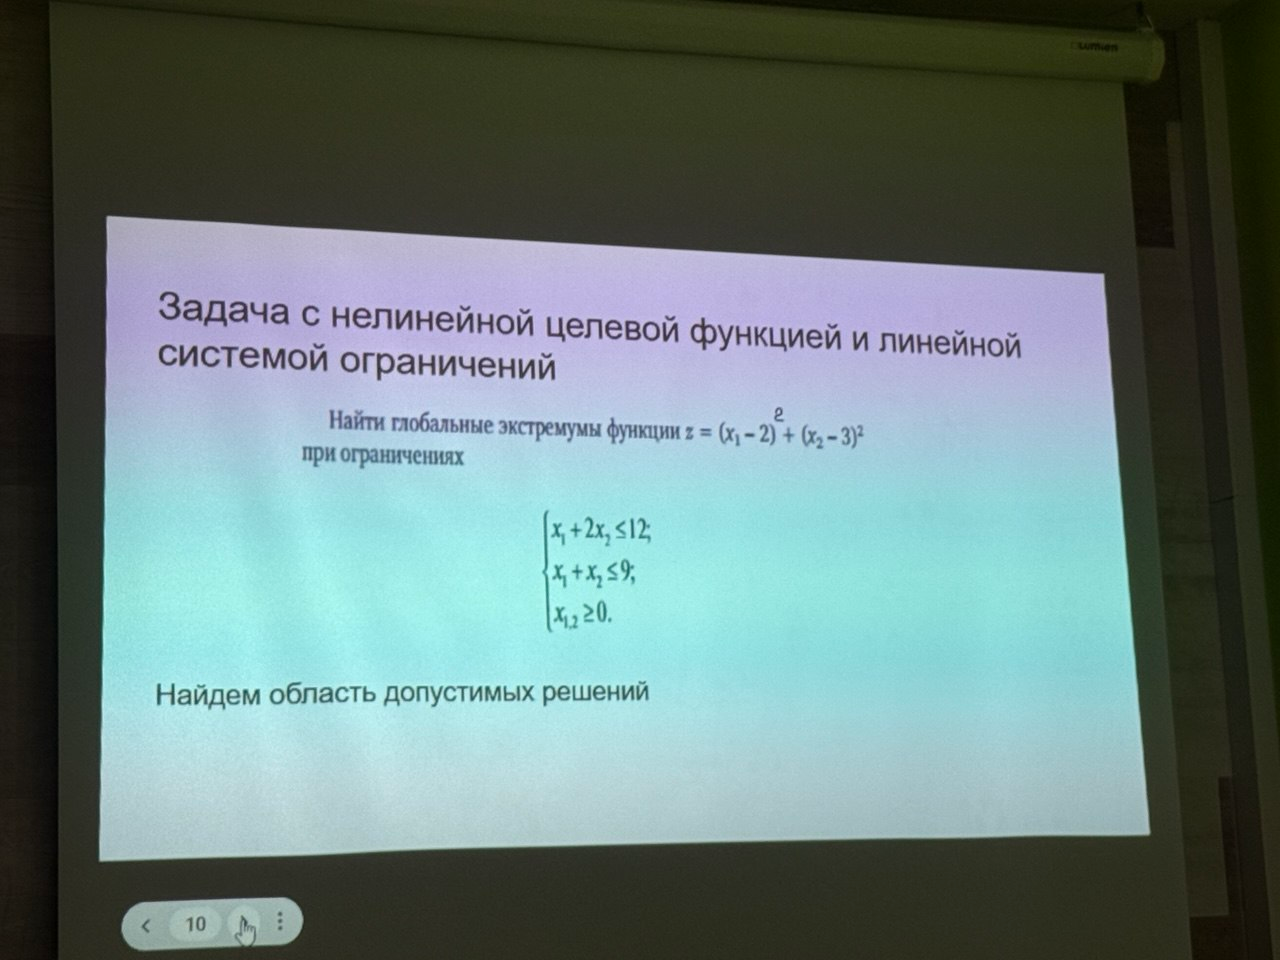 Lumien
Задача с нелинейной целевой функцией и линейной
системой ограничений
Найти глобальные экстремумы функции z = (x₁ – 2)² + (x₂ – 3)²
при ограничениях
x₁ + 2x₂ ≤ 12;
x₁ + x₂ ≤ 9;
x₁,₂ ≥ 0.
Найдем область допустимых решений
10